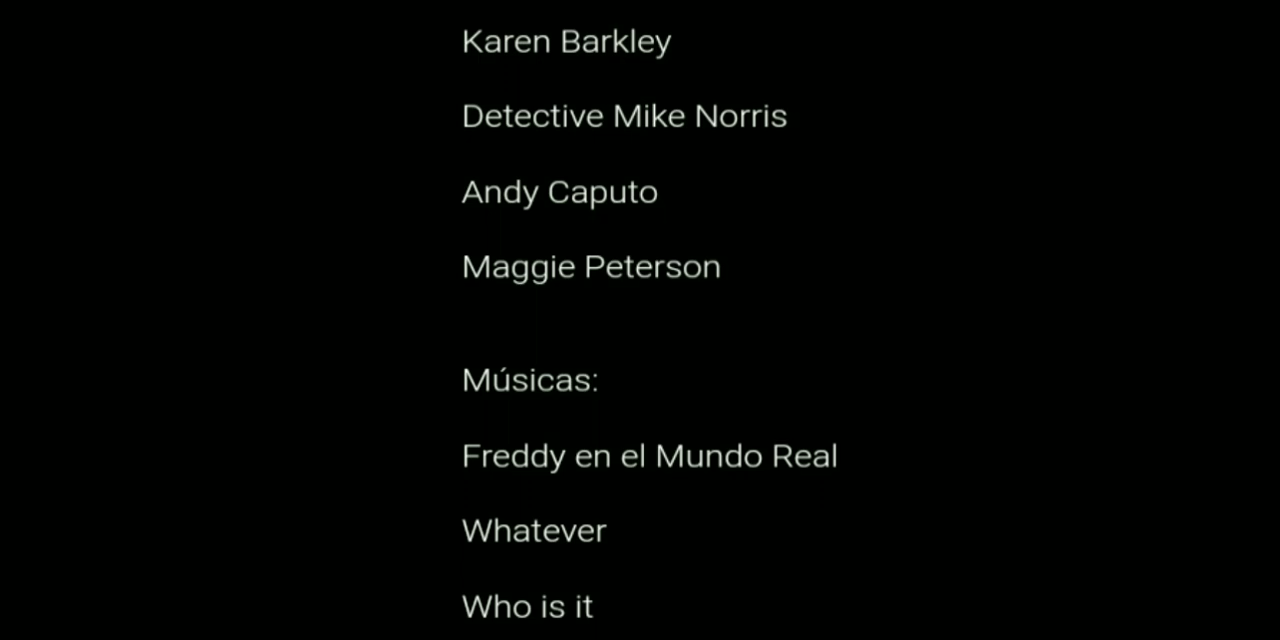 Karen Barkley
Detective Mike Norris
Andy Caputo
Maggie Peterson
Músicas:
Freddy en el Mundo Real
Whatever
Who is it